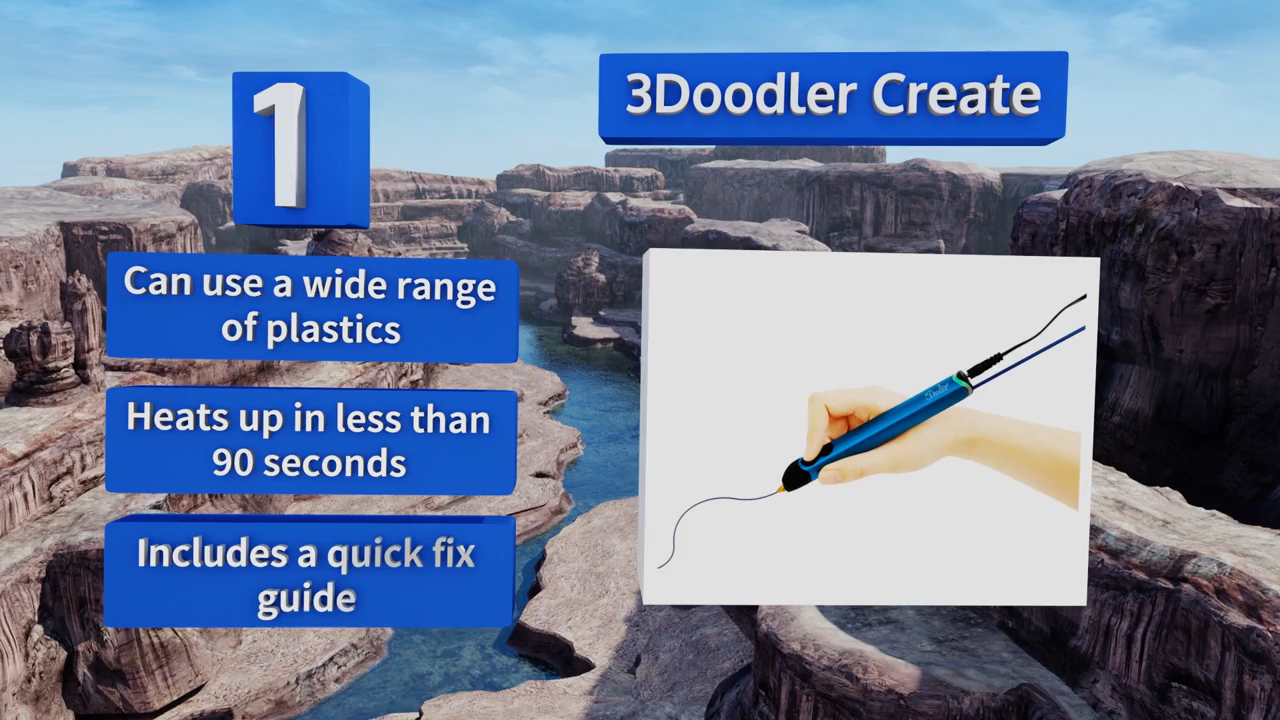 1
3Doodler Create
Can use a wide range
of plastics
Heats up in less than
90 seconds
Includes a quick fix
guide
3Doodler